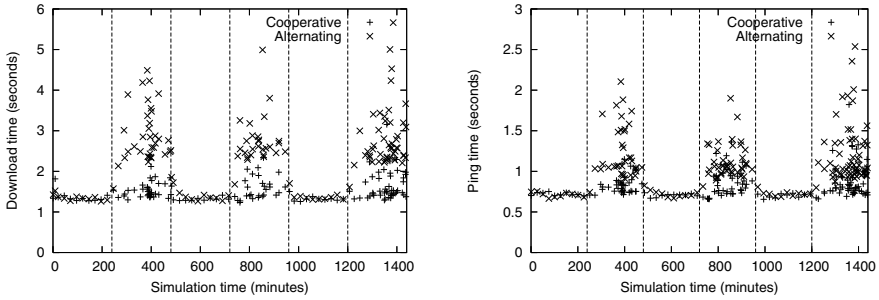 6
5
4
3
2
1
0
Download time (seconds)
Cooperative
Alternating
0 200 400 600 800 1000 1200 1400
Simulation time (minutes)
3
2.5
2
1.5
1
0.5
0
Ping time (seconds)
Cooperative
Alternating
0 200 400 600 800 1000 1200 1400
Simulation time (minutes)